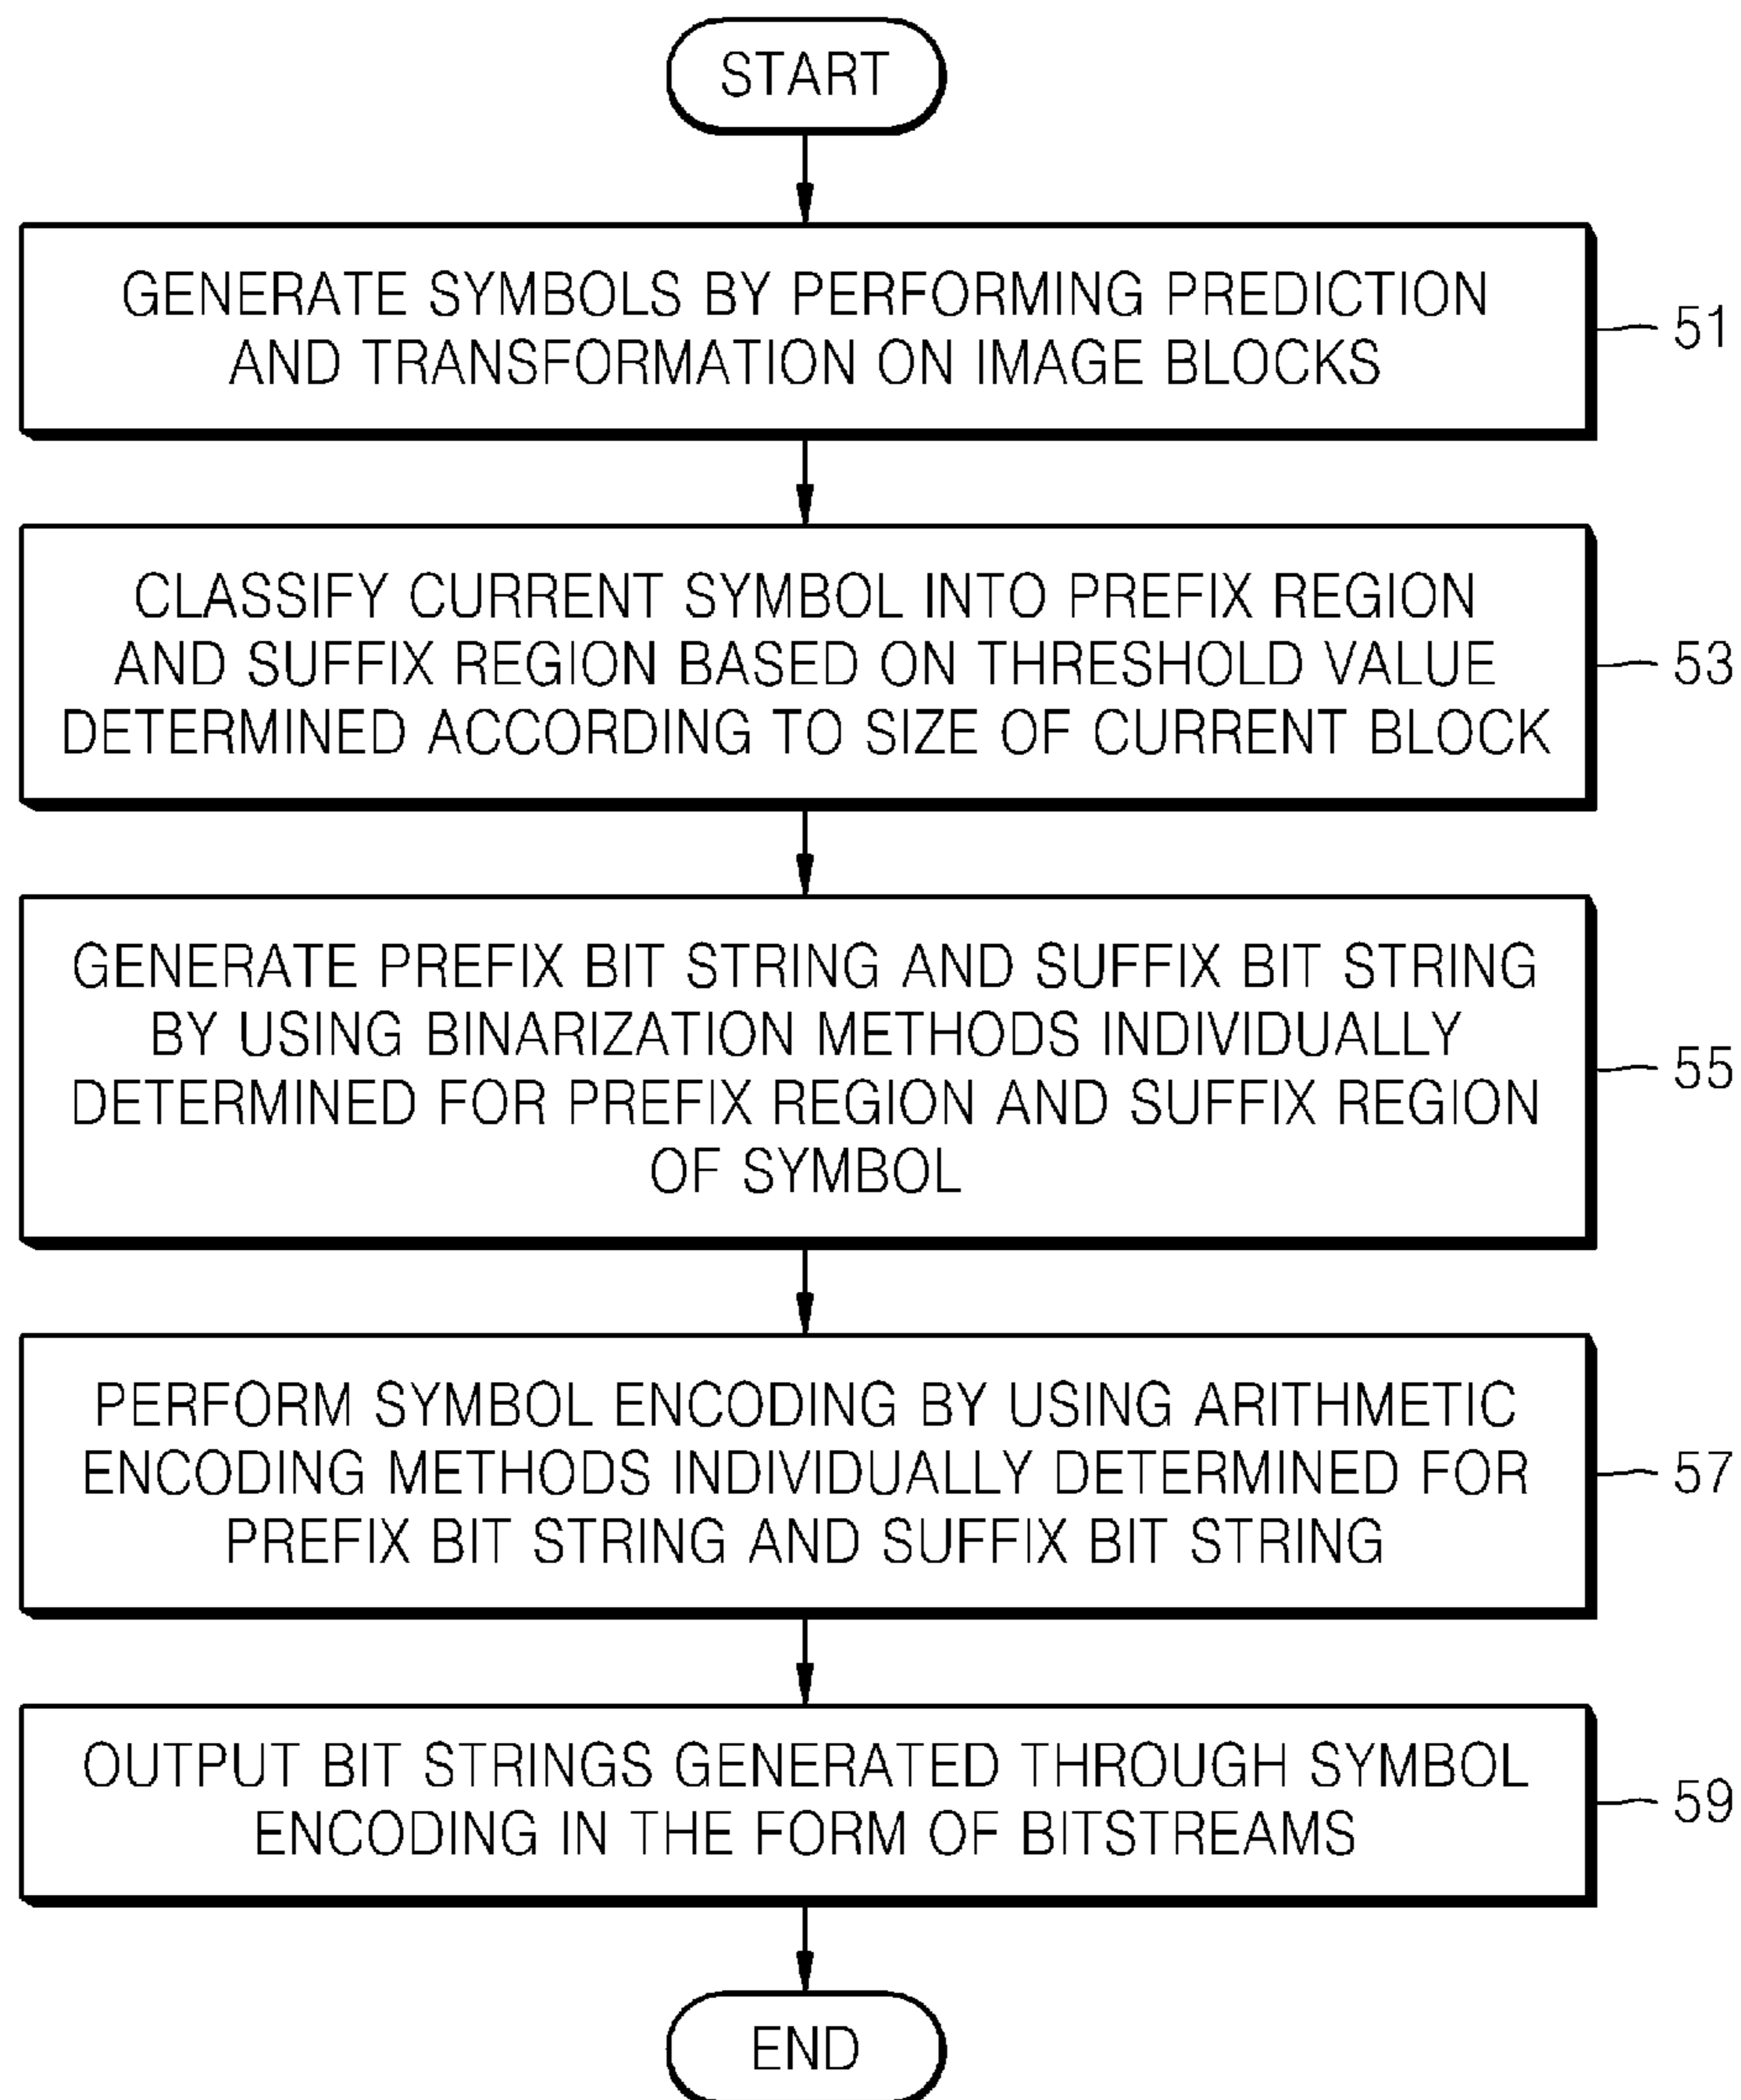 START
GENERATE SYMBOLS BY PERFORMING PREDICTION
AND TRANSFORMATION ON IMAGE BLOCKS
51
CLASSIFY CURRENT SYMBOL INTO PREFIX REGION
AND SUFFIX REGION BASED ON THRESHOLD VALUE
DETERMINED ACCORDING TO SIZE OF CURRENT BLOCK
53
GENERATE PREFIX BIT STRING AND SUFFIX BIT STRING
BY USING BINARIZATION METHODS INDIVIDUALLY
DETERMINED FOR PREFIX REGION AND SUFFIX REGION
OF SYMBOL
55
PERFORM SYMBOL ENCODING BY USING ARITHMETIC
ENCODING METHODS INDIVIDUALLY DETERMINED FOR
PREFIX BIT STRING AND SUFFIX BIT STRING
57
OUTPUT BIT STRINGS GENERATED THROUGH SYMBOL
ENCODING IN THE FORM OF BITSTREAMS
59
END